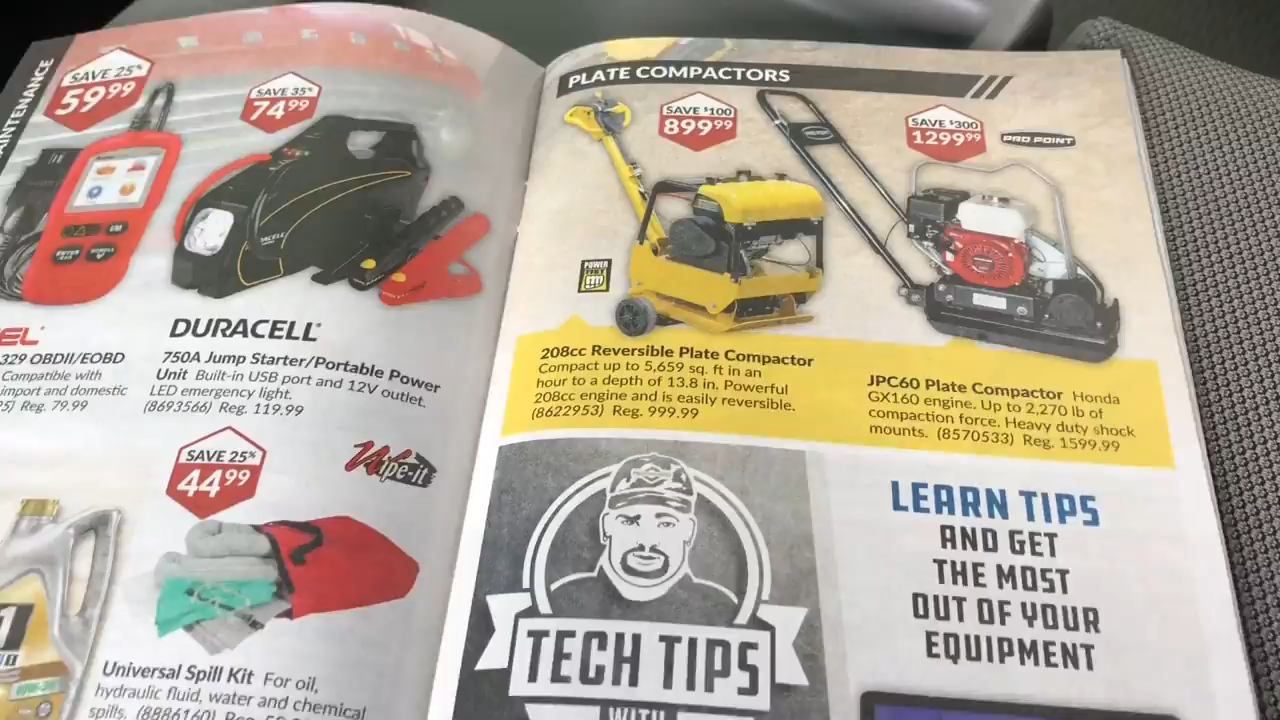 SAVE 25%
59.99
SAVE 35%
74.99
329 OBDII/EOBD
Compatible with
import and domestic
Reg. 79.99
DURACELL
750A Jump Starter/Portable Power
Unit Built-in USB port and 12V outlet.
LED emergency light.
(8693566) Reg. 119.99
SAVE 25%
44.99
Wipe-it
Universal Spill Kit For oil,
hydraulic fluid, water and chemical
spills. (8886160)
PLATE COMPACTORS
SAVE $100
899.99
SAVE $300
1299.99
PRO POINT
POWER
FIST
208cc Reversible Plate Compactor
Compact up to 5,659 sq. ft in an
hour to a depth of 13.8 in. Powerful
208cc engine and is easily reversible.
(8622953) Reg. 999.99
JPC60 Plate Compactor Honda
GX160 engine. Up to 2,270 lb of
compaction force. Heavy duty shock
mounts. (8570533) Reg. 1599.99
TECH TIPS
WITH
LEARN TIPS
AND GET
THE MOST
OUT OF YOUR
EQUIPMENT